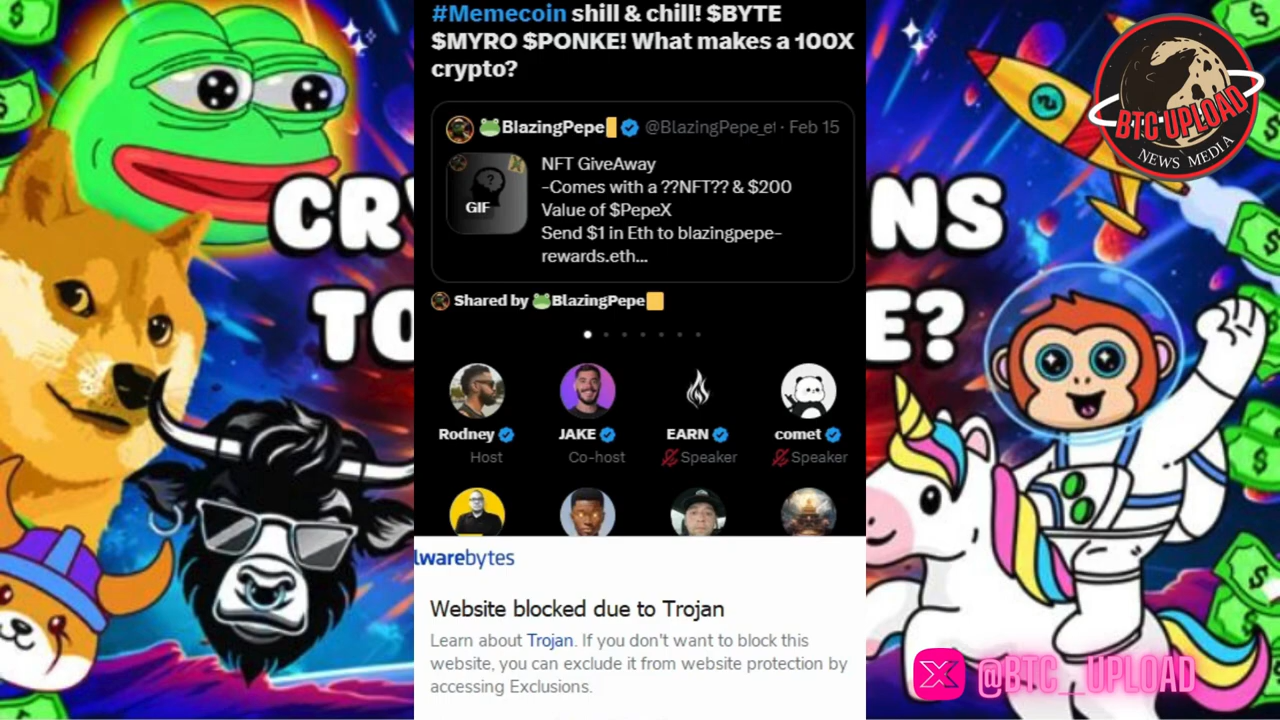 #Memecoin shill & chill! $BYTE
$MYRO $PONKE! What makes a 100X
crypto?
BlazingPepe @BlazingPepe_et · Feb 15
GIF
NFT GiveAway
-Comes with a ??NFT?? & $200
Value of $PepeX
Send $1 in Eth to blazingpepe-
rewards.eth...
Shared by BlazingPepe
Rodney JAKE EARN comet
Host Co-host Speaker Speaker
lwarebytes
Website blocked due to Trojan
Learn about Trojan. If you don't want to block this
website, you can exclude it from website protection by
accessing Exclusions.
CR
NS
TO
E?
BTC UPLOAD
NEWS MEDIA
@BTC__UPLOAD